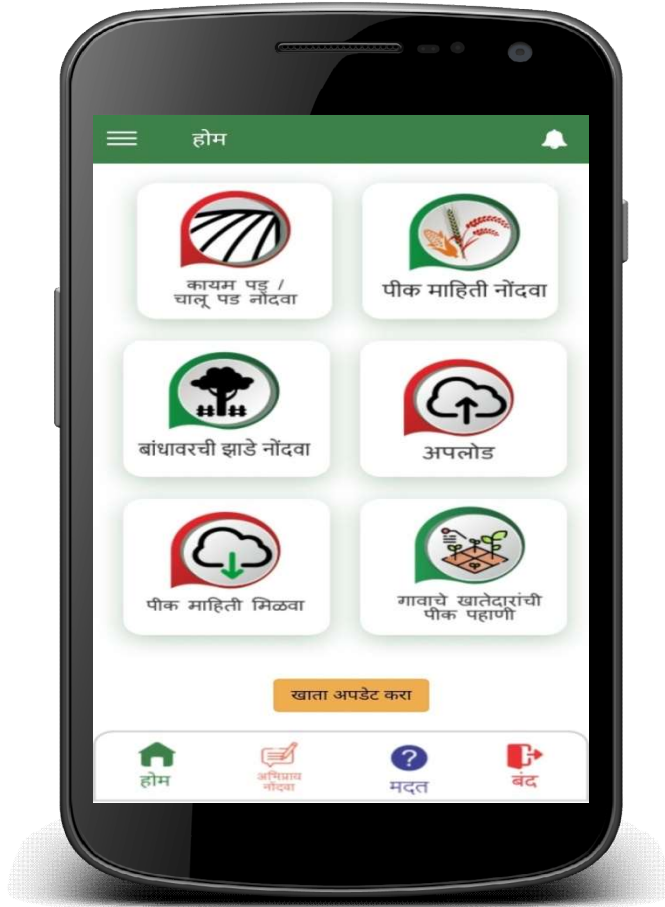 होम
कायम पड /
चालू पड नोंदवा
पीक माहिती नोंदवा
बांधावरची झाडे नोंदवा
अपलोड
पीक माहिती मिळवा
गावाचे खातेदारांची
पीक पहाणी
खाता अपडेट करा
होम
अभिप्राय
नोंदवा
मदत
बंद